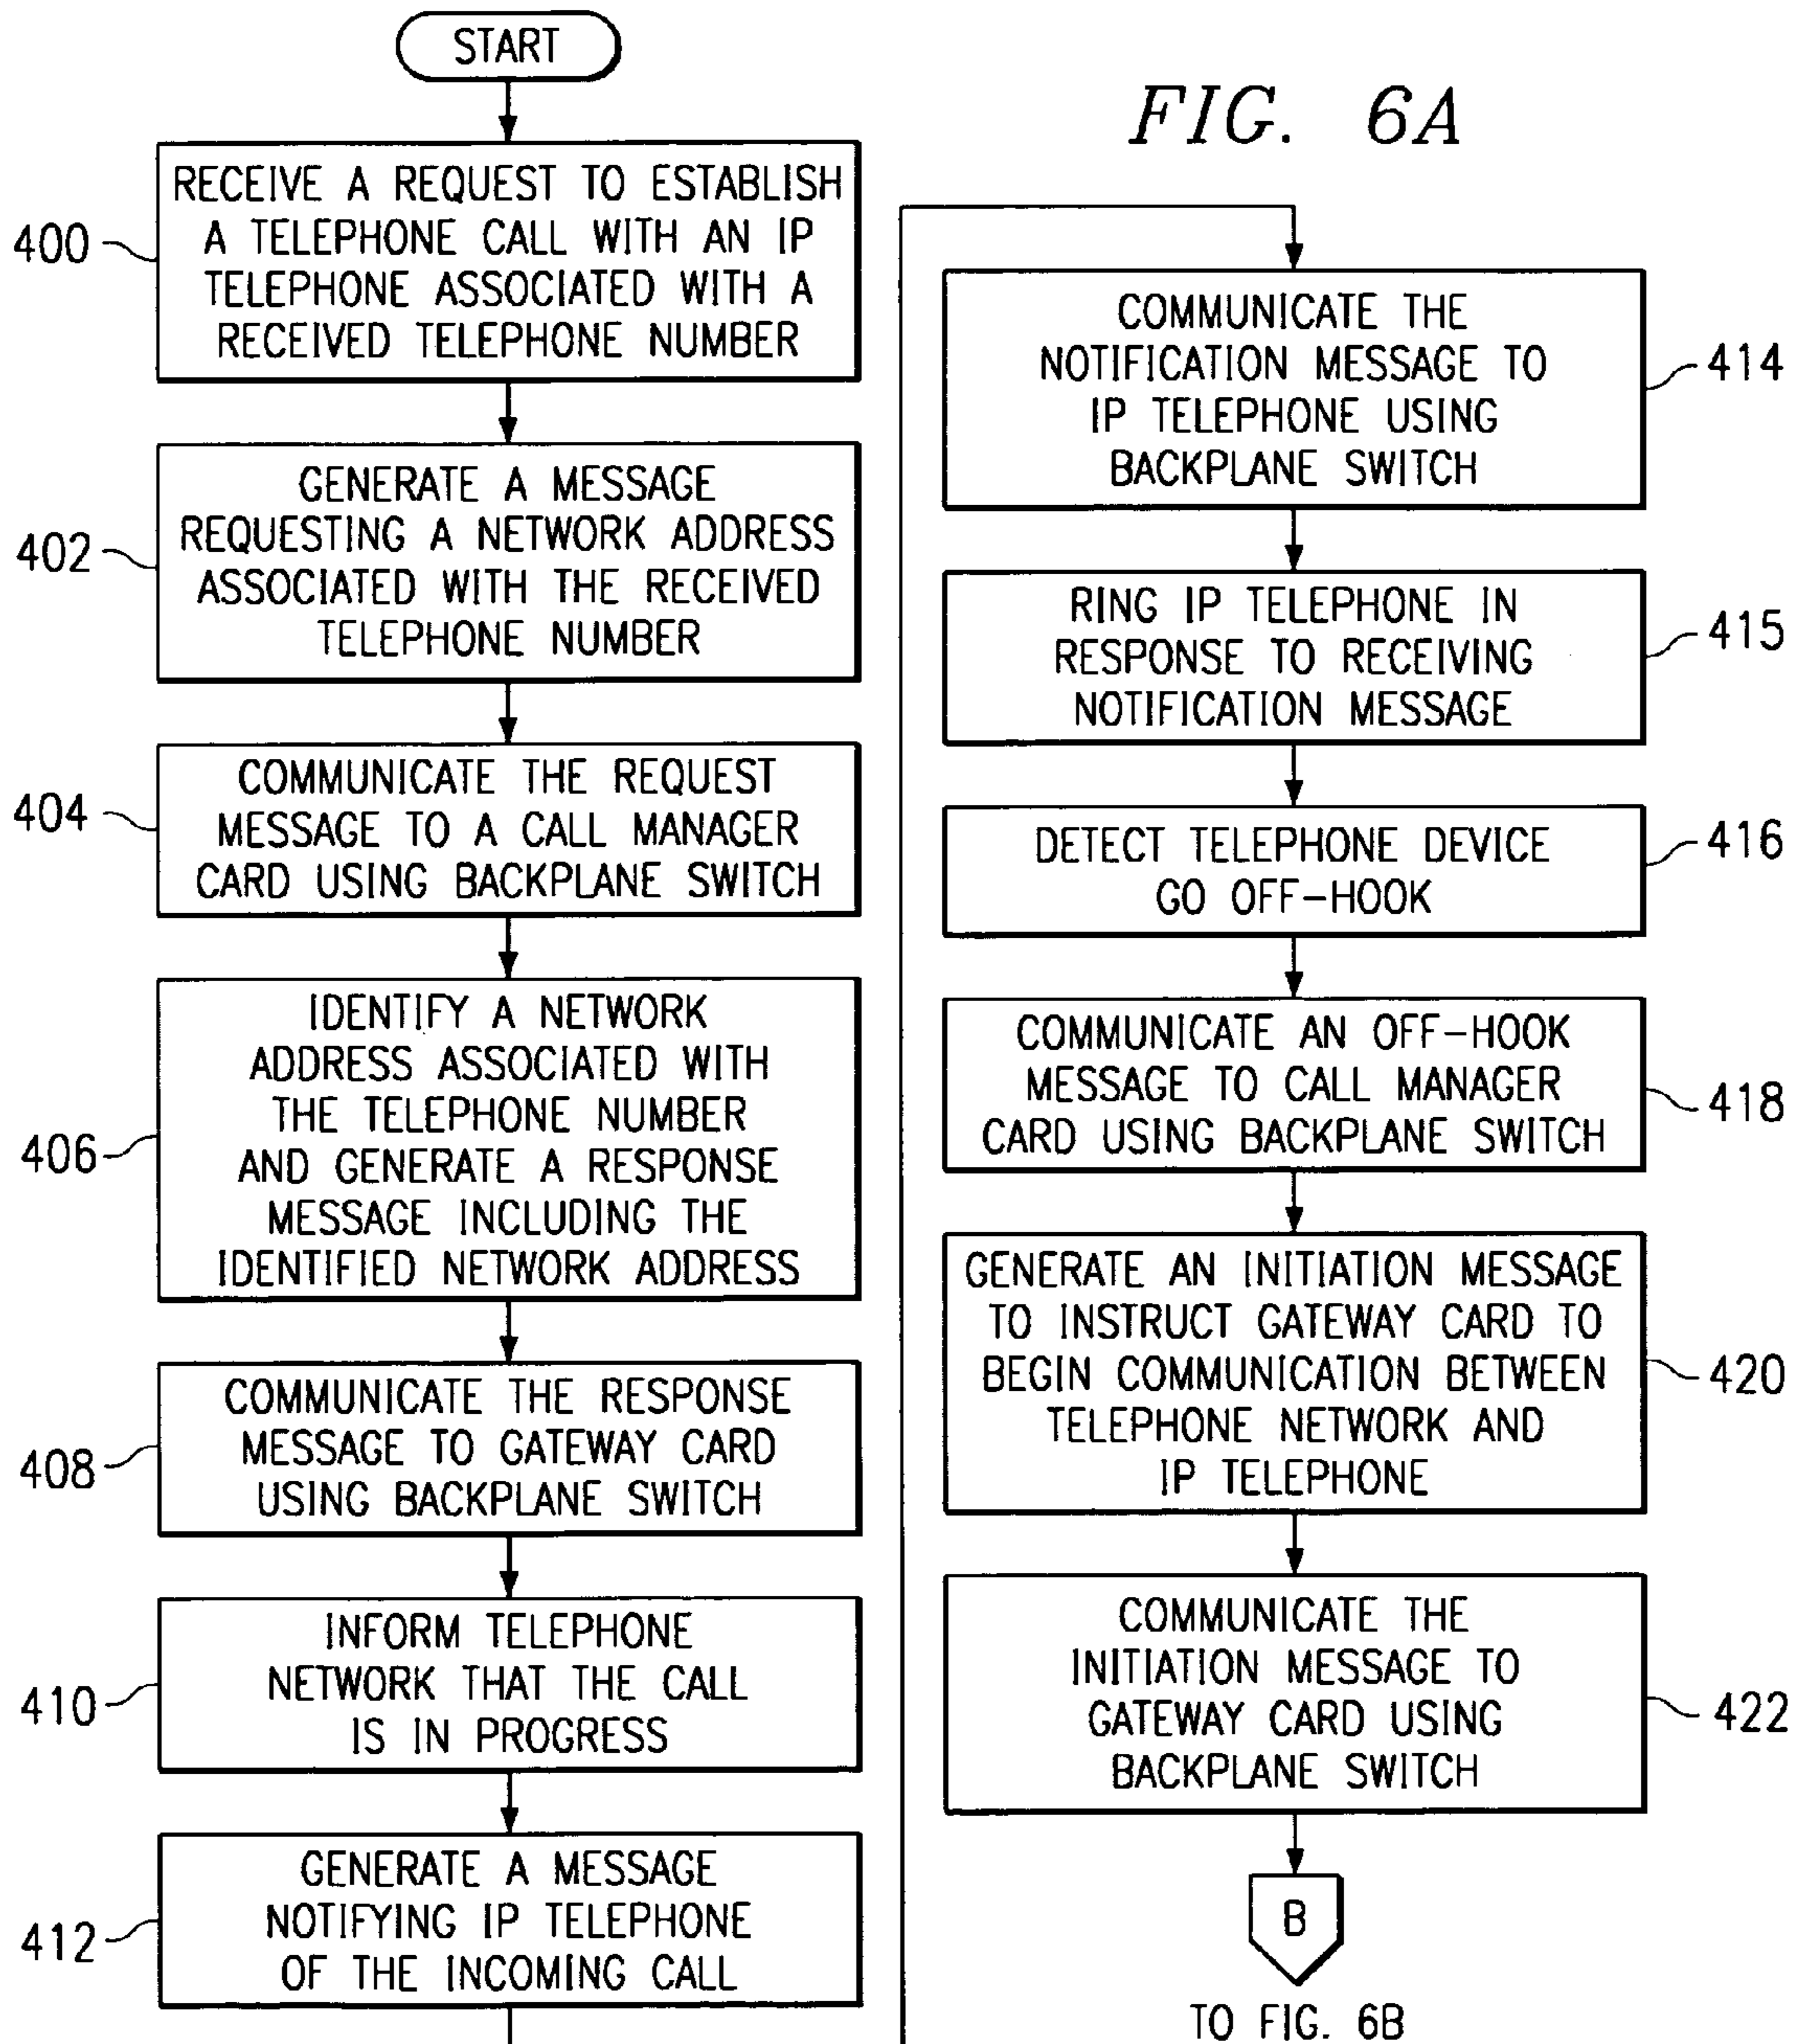 START
FIG. 6A
400
RECEIVE A REQUEST TO ESTABLISH
A TELEPHONE CALL WITH AN IP
TELEPHONE ASSOCIATED WITH A
RECEIVED TELEPHONE NUMBER
402
GENERATE A MESSAGE
REQUESTING A NETWORK ADDRESS
ASSOCIATED WITH THE RECEIVED
TELEPHONE NUMBER
404
COMMUNICATE THE REQUEST
MESSAGE TO A CALL MANAGER
CARD USING BACKPLANE SWITCH
406
IDENTIFY A NETWORK
ADDRESS ASSOCIATED WITH
THE TELEPHONE NUMBER
AND GENERATE A RESPONSE
MESSAGE INCLUDING THE
IDENTIFIED NETWORK ADDRESS
408
COMMUNICATE THE RESPONSE
MESSAGE TO GATEWAY CARD
USING BACKPLANE SWITCH
410
INFORM TELEPHONE
NETWORK THAT THE CALL
IS IN PROGRESS
412
GENERATE A MESSAGE
NOTIFYING IP TELEPHONE
OF THE INCOMING CALL
COMMUNICATE THE
NOTIFICATION MESSAGE TO
IP TELEPHONE USING
BACKPLANE SWITCH
414
RING IP TELEPHONE IN
RESPONSE TO RECEIVING
NOTIFICATION MESSAGE
415
DETECT TELEPHONE DEVICE
GO OFF-HOOK
416
COMMUNICATE AN OFF-HOOK
MESSAGE TO CALL MANAGER
CARD USING BACKPLANE SWITCH
418
GENERATE AN INITIATION MESSAGE
TO INSTRUCT GATEWAY CARD TO
BEGIN COMMUNICATION BETWEEN
TELEPHONE NETWORK AND
IP TELEPHONE
420
COMMUNICATE THE
INITIATION MESSAGE TO
GATEWAY CARD USING
BACKPLANE SWITCH
422
B
TO FIG. 6B